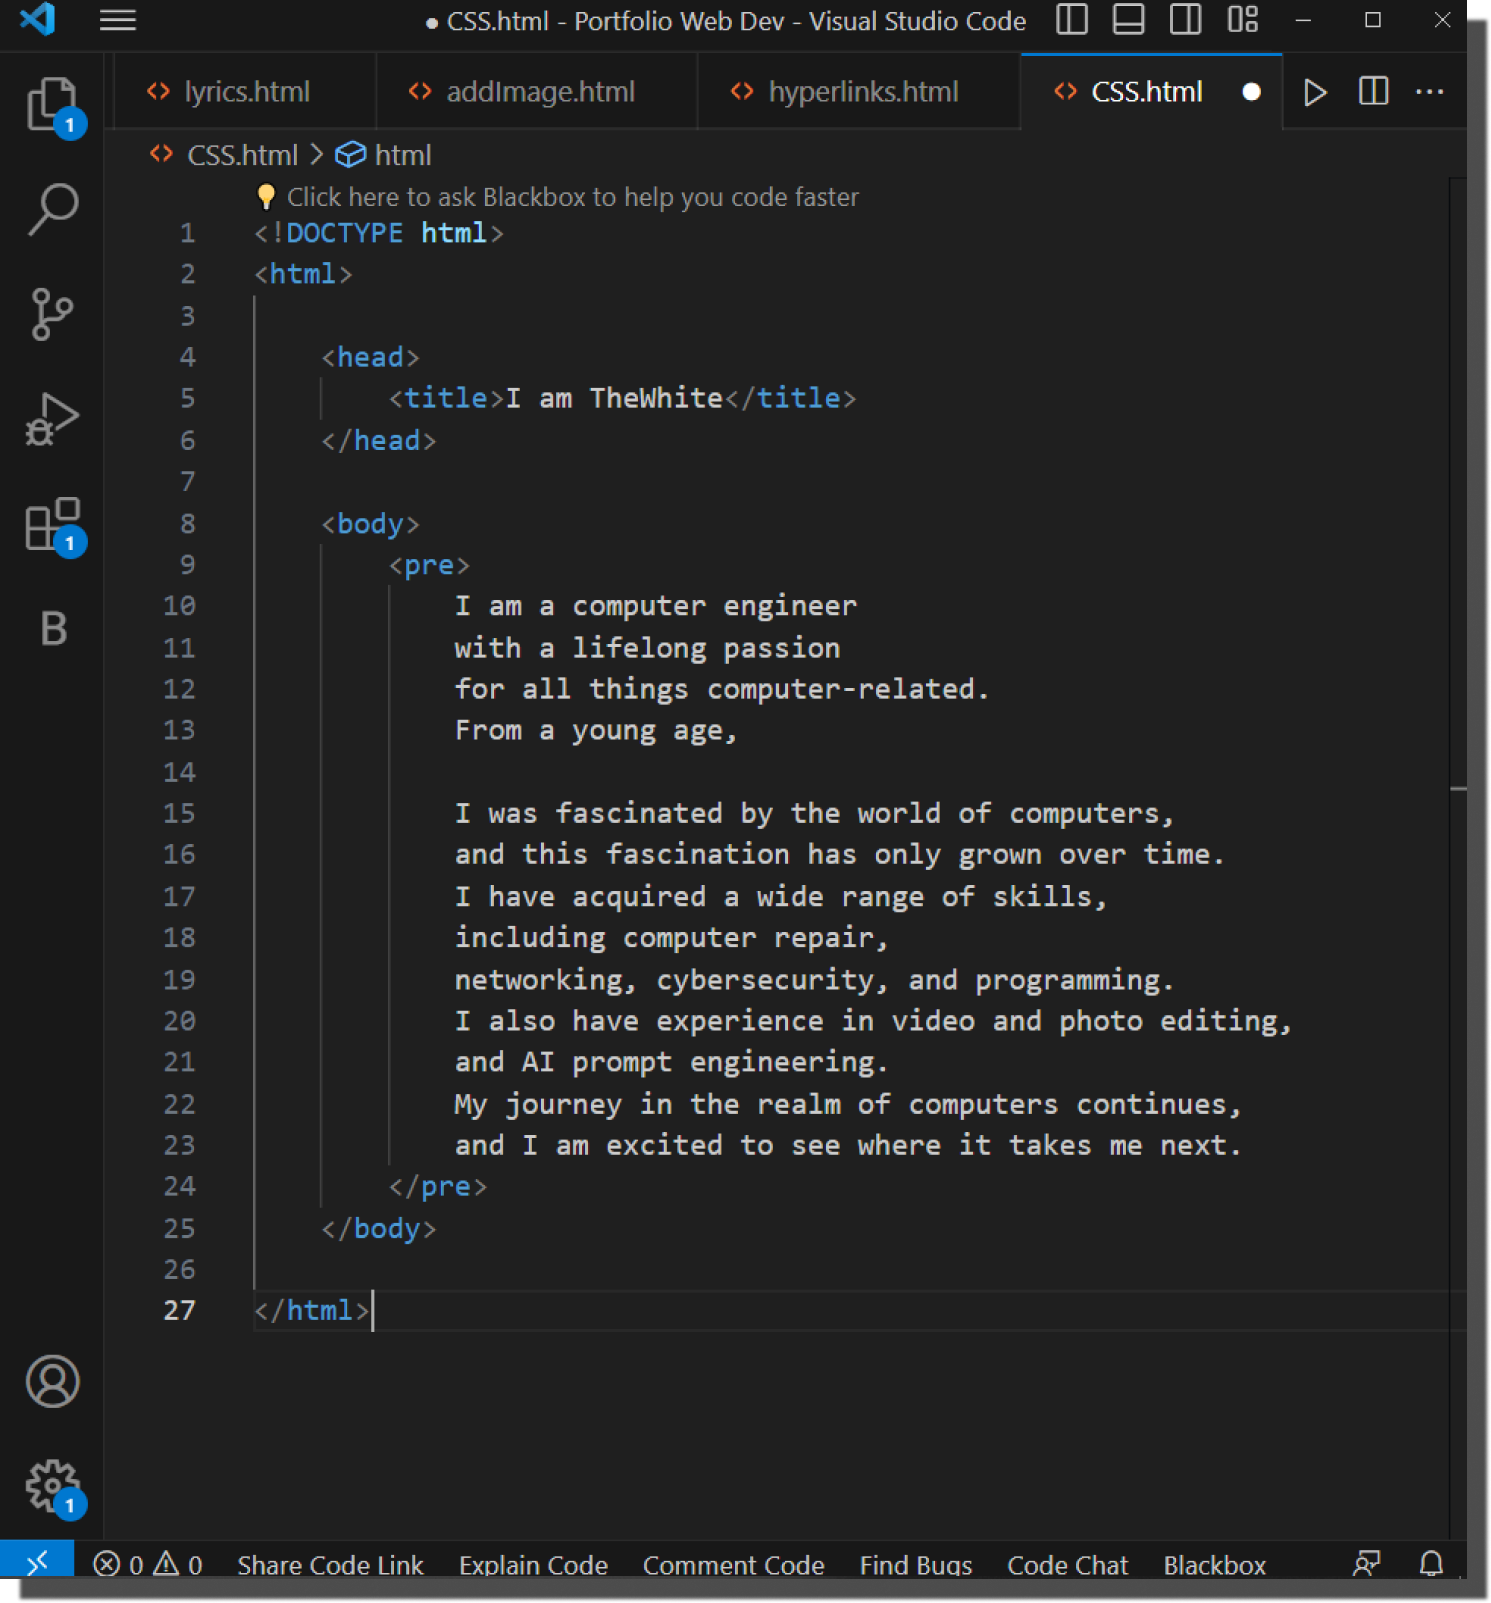 ● CSS.html - Portfolio Web Dev - Visual Studio Code
lyrics.html addImage.html hyperlinks.html CSS.html
CSS.html > html
Click here to ask Blackbox to help you code faster
1 <!DOCTYPE html>
2 <html>
3
4 <head>
5 <title>I am TheWhite</title>
6 </head>
7
8 <body>
9 <pre>
10 I am a computer engineer
11 with a lifelong passion
12 for all things computer-related.
13 From a young age,
14
15 I was fascinated by the world of computers,
16 and this fascination has only grown over time.
17 I have acquired a wide range of skills,
18 including computer repair,
19 networking, cybersecurity, and programming.
20 I also have experience in video and photo editing,
21 and AI prompt engineering.
22 My journey in the realm of computers continues,
23 and I am excited to see where it takes me next.
24 </pre>
25 </body>
26
27 </html>
1
1
B
1
0 0 Share Code Link Explain Code Comment Code Find Bugs Code Chat Blackbox